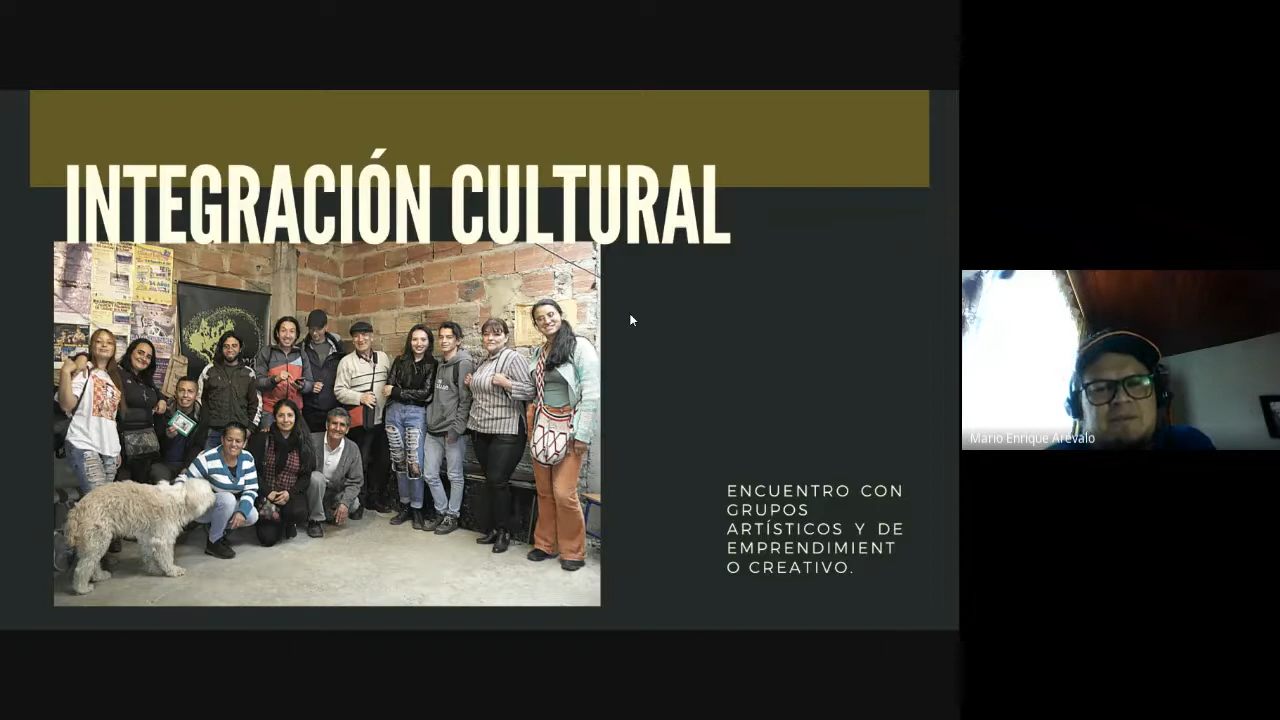 INTEGRACIÓN CULTURAL
ENCUENTRO CON
GRUPOS
ARTÍSTICOS Y DE
EMPRENDIMIENT
O CREATIVO.
Mario Enrique Arévalo